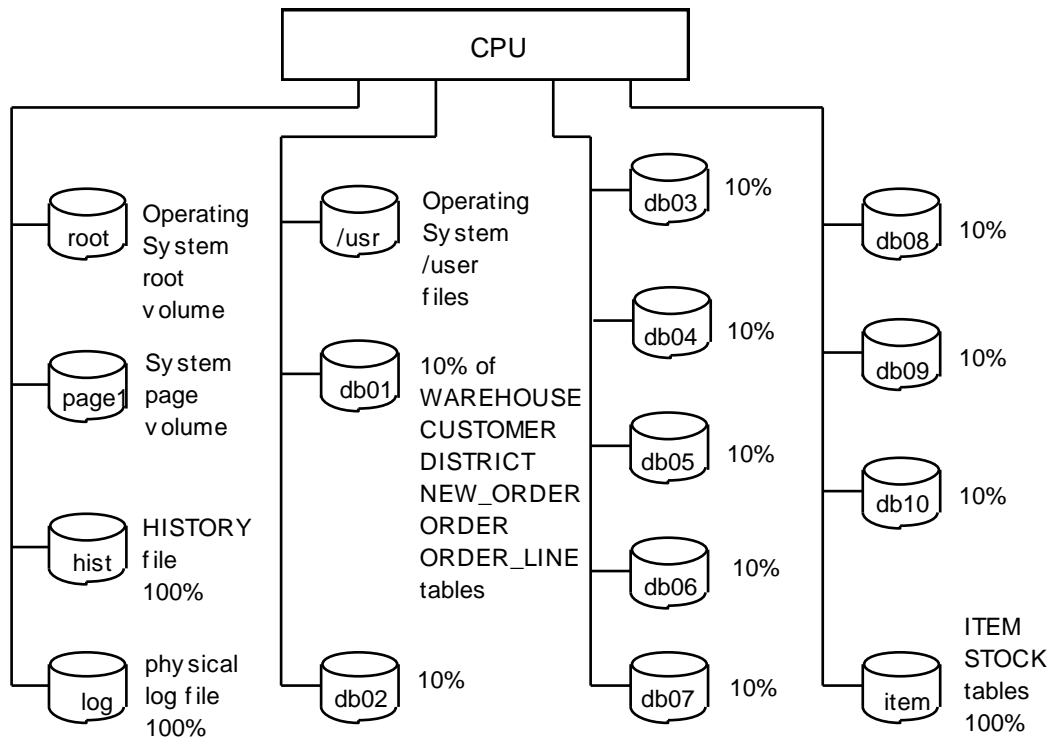 CPU
root
Operating
System
root
volume
page1
System
page
volume
hist
HISTORY
file
100%
log
physical
log file
100%
/usr
Operating
System
/user
files
db01
10% of
WAREHOUSE
CUSTOMER
DISTRICT
NEW_ORDER
ORDER
ORDER_LINE
tables
db02
10%
db03
10%
db04
10%
db05
10%
db06
10%
db07
10%
db08
10%
db09
10%
db10
10%
item
ITEM
STOCK
tables
100%